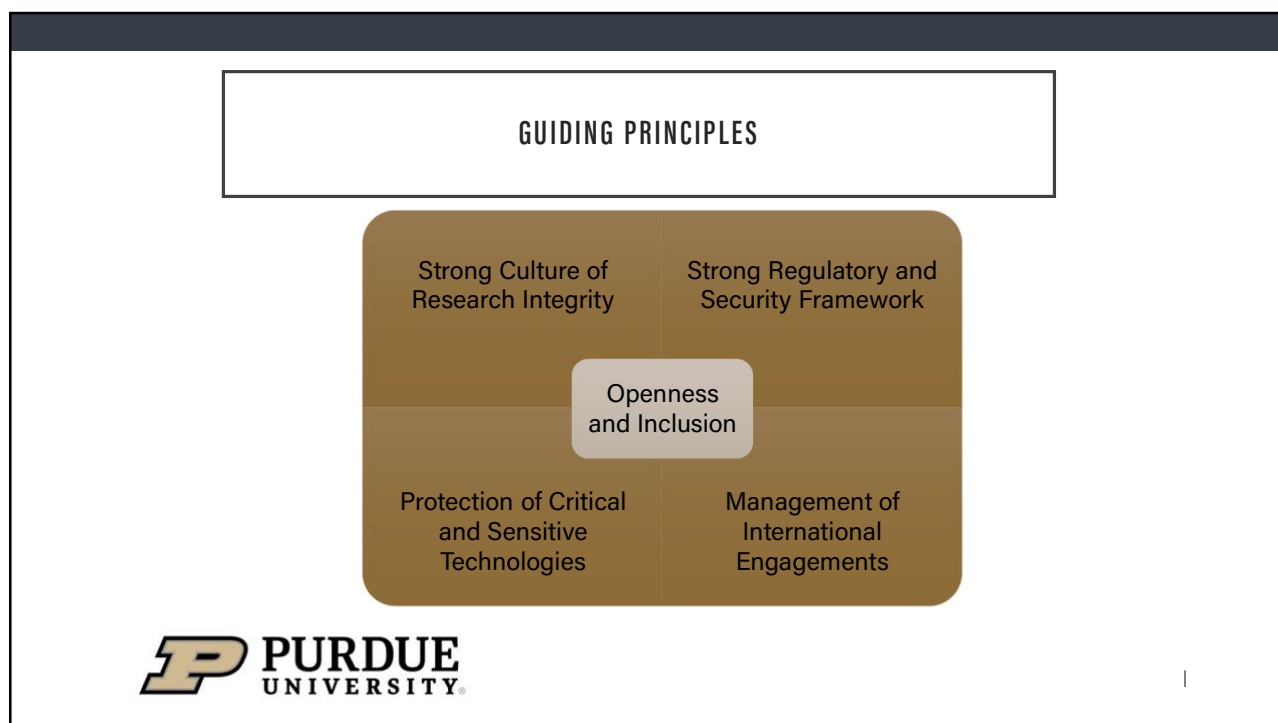 GUIDING PRINCIPLES
Strong Culture of
Research Integrity
Strong Regulatory and
Security Framework
Openness
and Inclusion
Protection of Critical
and Sensitive
Technologies
Management of
International
Engagements
PURDUE
UNIVERSITY®
|